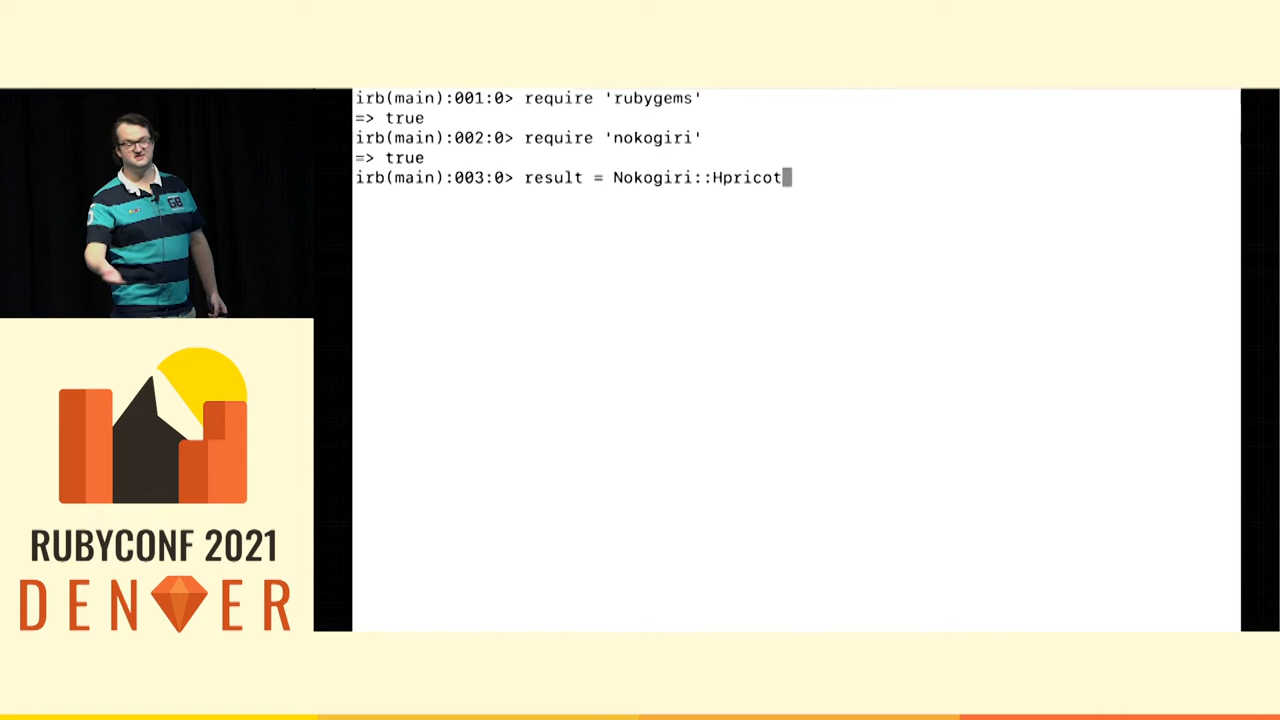 irb(main):001:0> require 'rubygems'
=> true
irb(main):002:0> require 'nokogiri'
=> true
irb(main):003:0> result = Nokogiri::Hpricot
G8
RUBYCONF 2021
DENVER